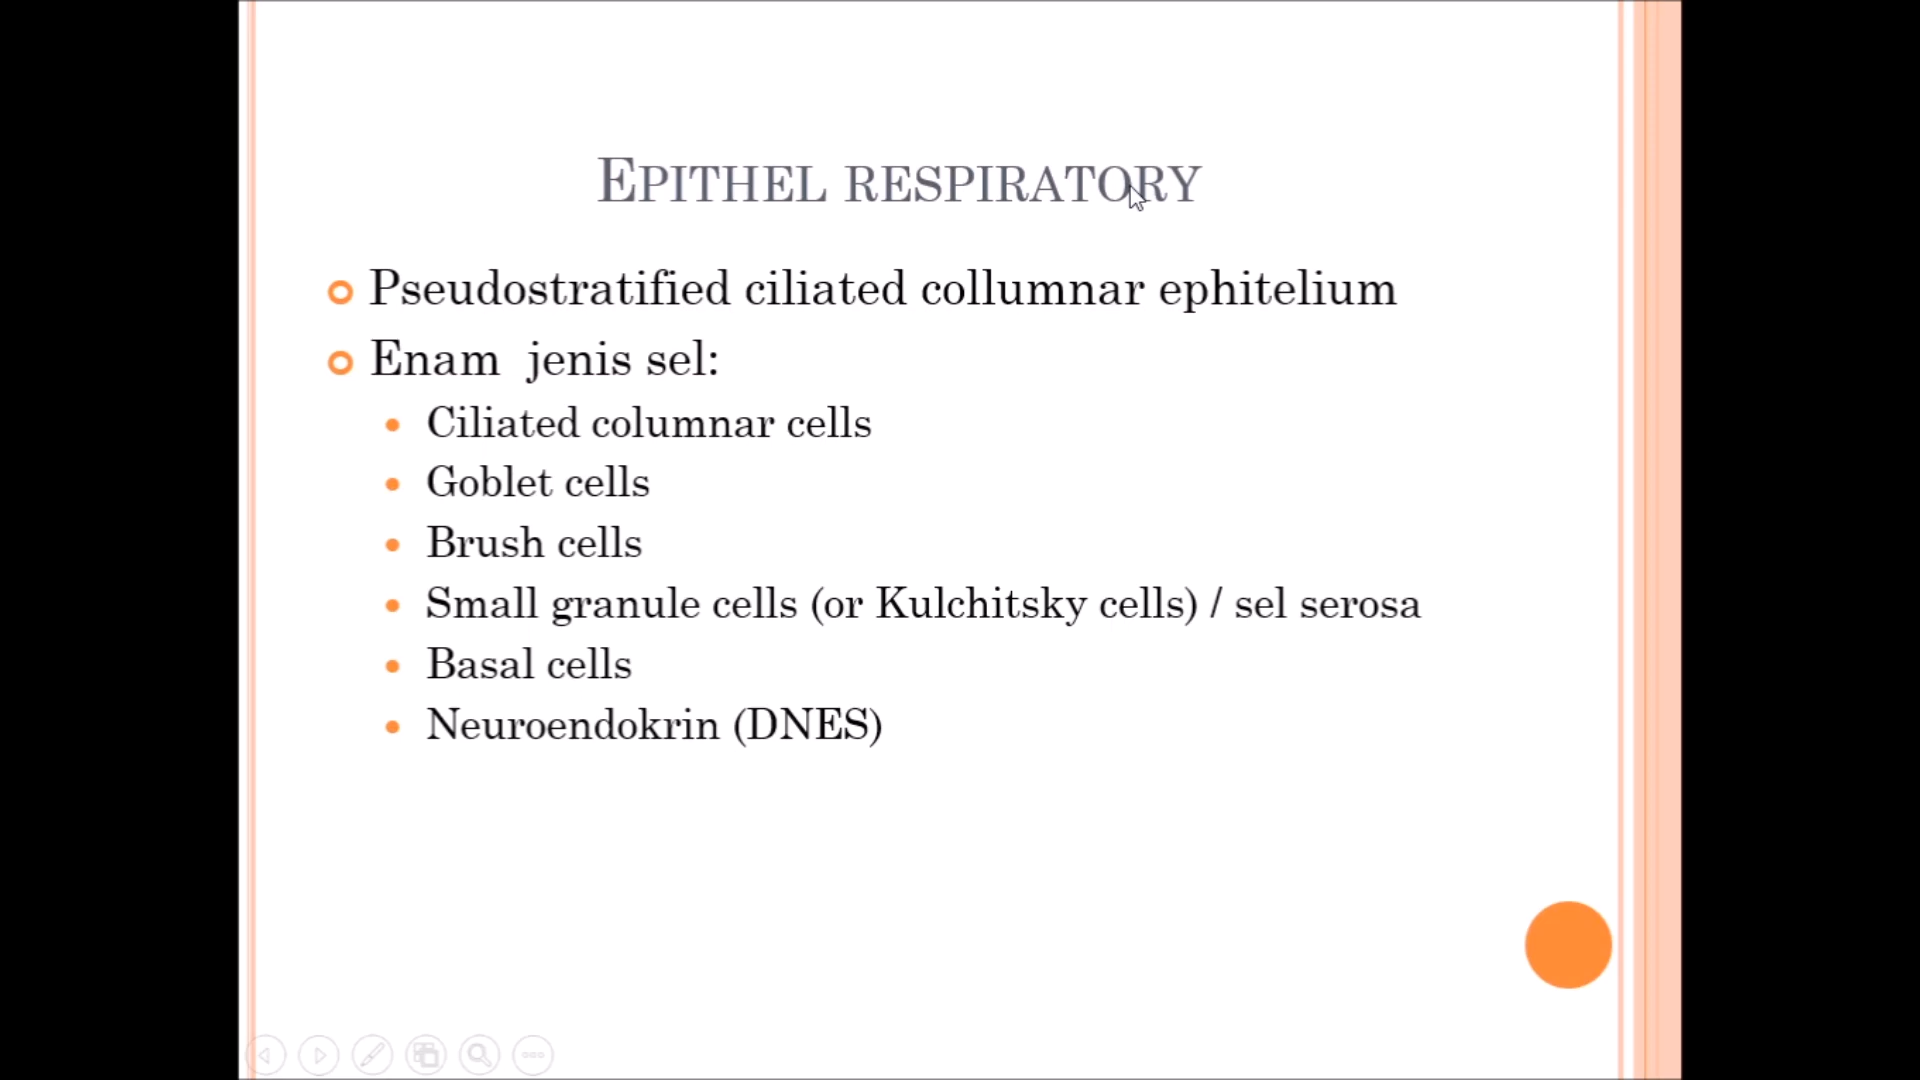 EPITHEL RESPIRATORY
Pseudostratified ciliated collumnar ephitelium
Enam jenis sel:
Ciliated columnar cells
Goblet cells
Brush cells
Small granule cells (or Kulchitsky cells) / sel serosa
Basal cells
Neuroendokrin (DNES)